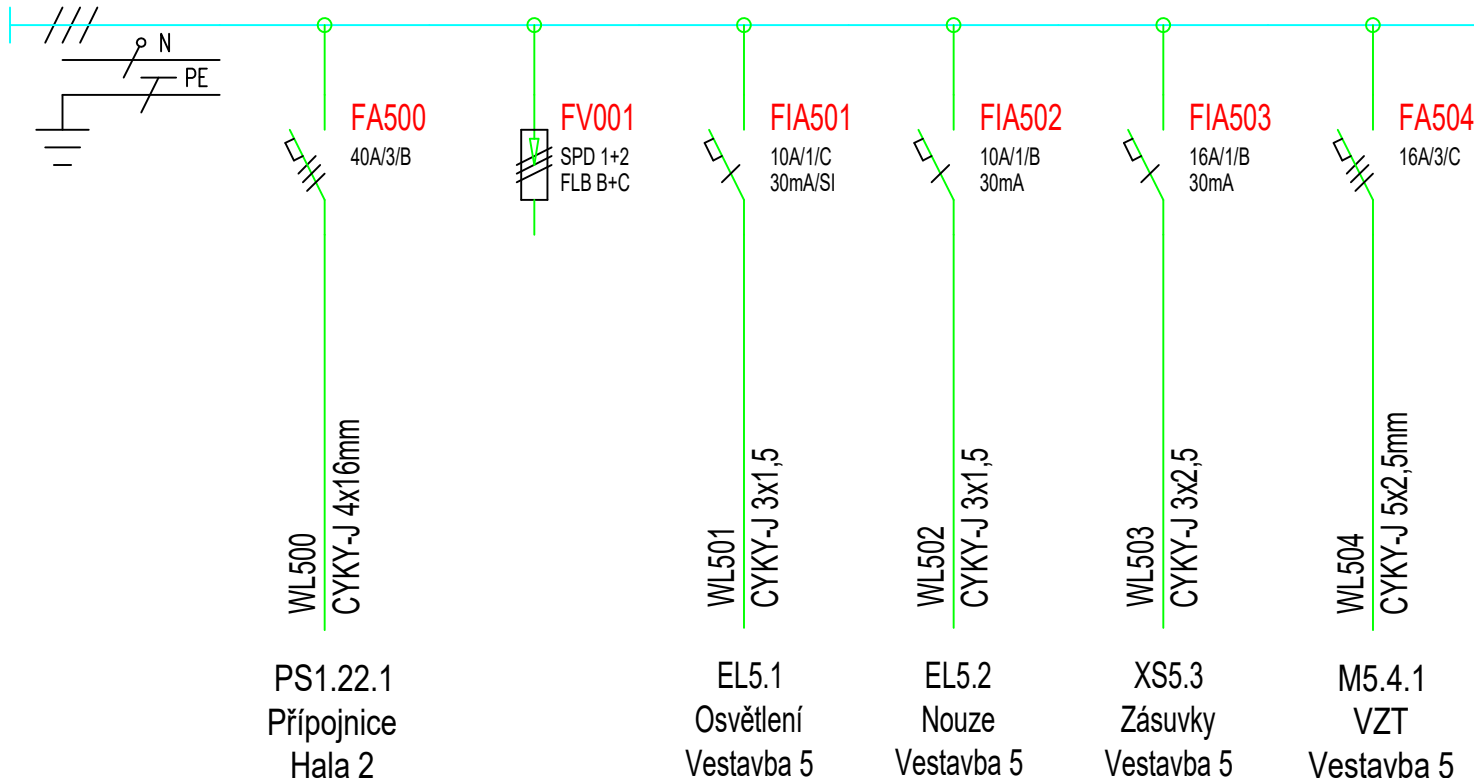 N
PE
FA500
40A/3/B
FV001
SPD 1+2
FLB B+C
FIA501
10A/1/C
30mA/SI
FIA502
10A/1/B
30mA
FIA503
16A/1/B
30mA
FA504
16A/3/C
WL500
CYKY-J 4x16mm
WL501
CYKY-J 3x1,5
WL502
CYKY-J 3x1,5
WL503
CYKY-J 3x2,5
WL504
CYKY-J 5x2,5mm
PS1.22.1
Přípojnice
Hala 2
EL5.1
Osvětlení
Vestavba 5
EL5.2
Nouze
Vestavba 5
XS5.3
Zásuvky
Vestavba 5
M5.4.1
VZT
Vestavba 5